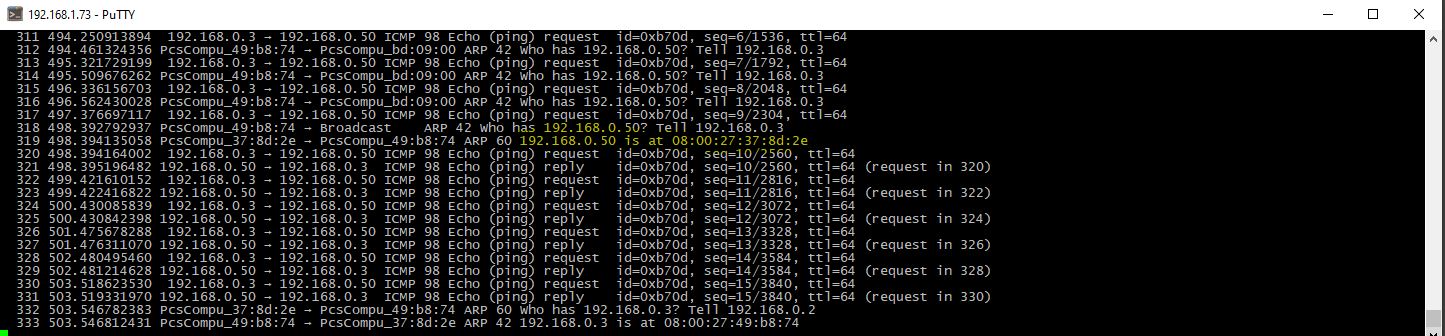 192.168.1.73 - PuTTY
311 494.250913894 192.168.0.3 → 192.168.0.50 ICMP 98 Echo (ping) request id=0xb70d, seq=6/1536, ttl=64
312 494.461324356 PcsCompu_49:b8:74 → PcsCompu_bd:09:00 ARP 42 Who has 192.168.0.50? Tell 192.168.0.3
313 495.321729199 192.168.0.3 → 192.168.0.50 ICMP 98 Echo (ping) request id=0xb70d, seq=7/1792, ttl=64
314 495.509676262 PcsCompu_49:b8:74 → PcsCompu_bd:09:00 ARP 42 Who has 192.168.0.50? Tell 192.168.0.3
315 496.336156703 192.168.0.3 → 192.168.0.50 ICMP 98 Echo (ping) request id=0xb70d, seq=8/2048, ttl=64
316 496.562430028 PcsCompu_49:b8:74 → PcsCompu_bd:09:00 ARP 42 Who has 192.168.0.50? Tell 192.168.0.3
317 497.376697117 192.168.0.3 → 192.168.0.50 ICMP 98 Echo (ping) request id=0xb70d, seq=9/2304, ttl=64
318 498.392792937 PcsCompu_49:b8:74 → Broadcast ARP 42 Who has 192.168.0.50? Tell 192.168.0.3
319 498.394135058 PcsCompu_37:8d:2e → PcsCompu_49:b8:74 ARP 60 192.168.0.50 is at 08:00:27:37:8d:2e
320 498.394164002 192.168.0.3 → 192.168.0.50 ICMP 98 Echo (ping) request id=0xb70d, seq=10/2560, ttl=64
321 498.395196482 192.168.0.50 → 192.168.0.3 ICMP 98 Echo (ping) reply id=0xb70d, seq=10/2560, ttl=64 (request in 320)
322 499.421610152 192.168.0.3 → 192.168.0.50 ICMP 98 Echo (ping) request id=0xb70d, seq=11/2816, ttl=64
323 499.422416822 192.168.0.50 → 192.168.0.3 ICMP 98 Echo (ping) reply id=0xb70d, seq=11/2816, ttl=64 (request in 322)
324 500.430085839 192.168.0.3 → 192.168.0.50 ICMP 98 Echo (ping) request id=0xb70d, seq=12/3072, ttl=64
325 500.430842398 192.168.0.50 → 192.168.0.3 ICMP 98 Echo (ping) reply id=0xb70d, seq=12/3072, ttl=64 (request in 324)
326 501.475678288 192.168.0.3 → 192.168.0.50 ICMP 98 Echo (ping) request id=0xb70d, seq=13/3328, ttl=64
327 501.476311070 192.168.0.50 → 192.168.0.3 ICMP 98 Echo (ping) reply id=0xb70d, seq=13/3328, ttl=64 (request in 326)
328 502.480495460 192.168.0.3 → 192.168.0.50 ICMP 98 Echo (ping) request id=0xb70d, seq=14/3584, ttl=64
329 502.481214628 192.168.0.50 → 192.168.0.3 ICMP 98 Echo (ping) reply id=0xb70d, seq=14/3584, ttl=64 (request in 328)
330 503.518623530 192.168.0.3 → 192.168.0.50 ICMP 98 Echo (ping) request id=0xb70d, seq=15/3840, ttl=64
331 503.519331970 192.168.0.50 → 192.168.0.3 ICMP 98 Echo (ping) reply id=0xb70d, seq=15/3840, ttl=64 (request in 330)
332 503.546782383 PcsCompu_37:8d:2e → PcsCompu_49:b8:74 ARP 60 Who has 192.168.0.3? Tell 192.168.0.2
333 503.546812431 PcsCompu_49:b8:74 → PcsCompu_37:8d:2e ARP 42 192.168.0.3 is at 08:00:27:49:b8:74